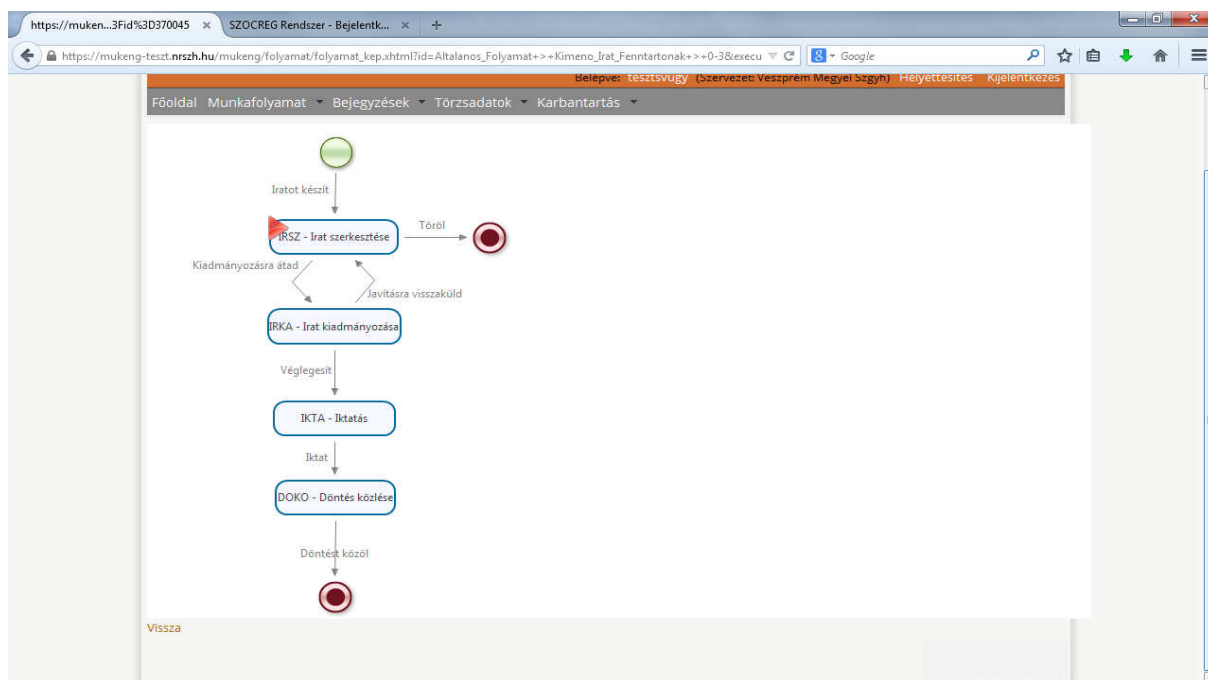 https://muken...3Fid%3D370045
SZOCREG Rendszer - Bejelentk...
https://mukeng-teszt.nrszh.hu/mukeng/folyamat/folyamat_kep.xhtml?id=Altalanos_Folyamat+>+Kimeno_Irat_Fenntartonak+>+0-3&execu
Google
Belépve: tesztsvugy (Szervezet: Veszprém Megyei Szgyh) Helyettesítés Kijelentkezés
Főoldal Munkafolyamat Bejegyzések Törzsadatok Karbantartás
Iratot készít
IRSZ - Irat szerkesztése
Töröl
Kiadmányozásra átad
Javításra visszaküld
IRKA - Irat kiadmányozása
Véglegesít
IKTA - Iktatás
Iktat
DOKO - Döntés közlése
Döntést közöl
Vissza